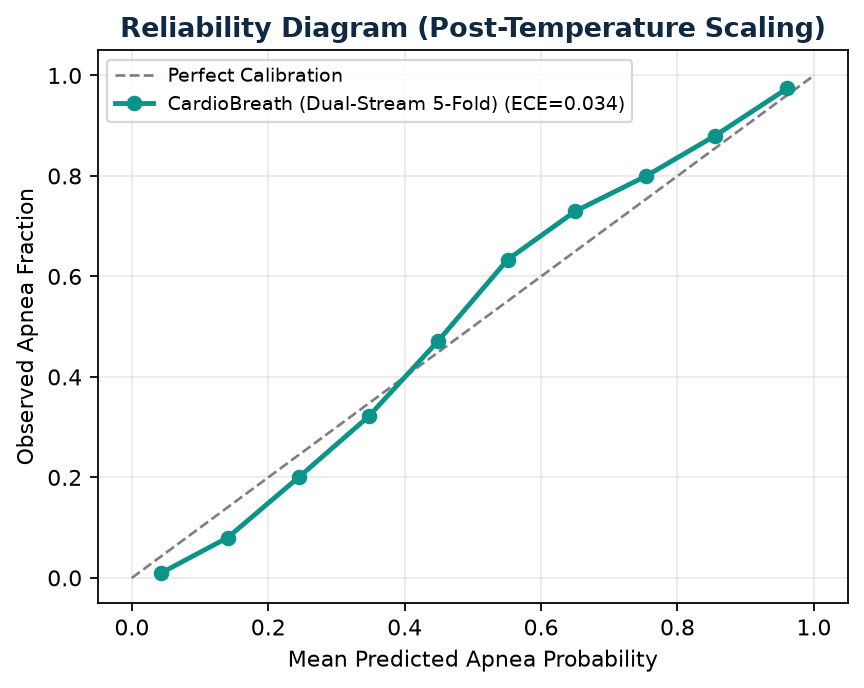 Reliability Diagram (Post-Temperature Scaling)
Perfect Calibration
CardioBreath (Dual-Stream 5-Fold) (ECE=0.034)
Observed Apnea Fraction
1.0
0.8
0.6
0.4
0.2
0.0
0.0 0.2 0.4 0.6 0.8 1.0
Mean Predicted Apnea Probability